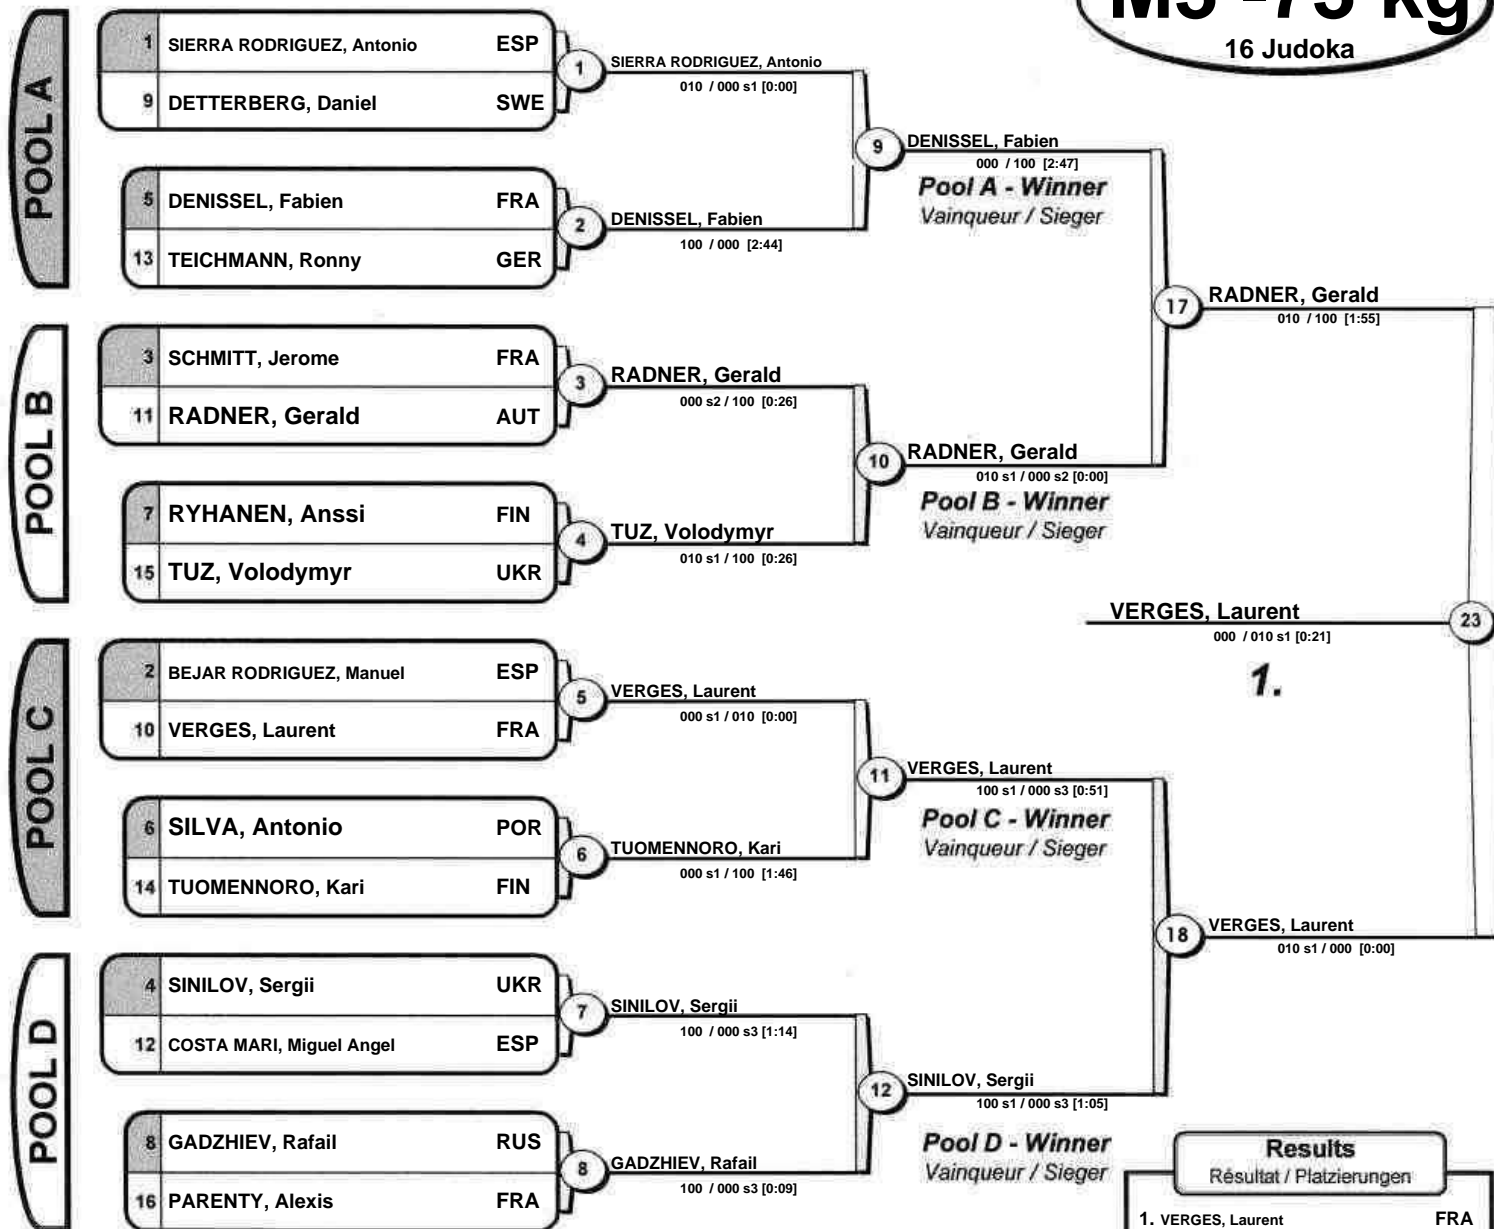 M3 -73 kg
16 Judoka
POOL A
1 SIERRA RODRIGUEZ, Antonio ESP
9 DETTERBERG, Daniel SWE
1
SIERRA RODRIGUEZ, Antonio
010 / 000 s1 [0:00]
5 DENISSEL, Fabien FRA
13 TEICHMANN, Ronny GER
2
DENISSEL, Fabien
100 / 000 [2:44]
9
DENISSEL, Fabien
000 / 100 [2:47]
Pool A - Winner
Vainqueur / Sieger
POOL B
3 SCHMITT, Jerome FRA
11 RADNER, Gerald AUT
3
RADNER, Gerald
000 s2 / 100 [0:26]
7 RYHANEN, Anssi FIN
15 TUZ, Volodymyr UKR
4
TUZ, Volodymyr
010 s1 / 100 [0:26]
10
RADNER, Gerald
010 s1 / 000 s2 [0:00]
Pool B - Winner
Vainqueur / Sieger
17
RADNER, Gerald
010 / 100 [1:55]
POOL C
2 BEJAR RODRIGUEZ, Manuel ESP
10 VERGES, Laurent FRA
5
VERGES, Laurent
000 s1 / 010 [0:00]
6 SILVA, Antonio POR
14 TUOMENNORO, Kari FIN
6
TUOMENNORO, Kari
000 s1 / 100 [1:46]
11
VERGES, Laurent
100 s1 / 000 s3 [0:51]
Pool C - Winner
Vainqueur / Sieger
POOL D
4 SINILOV, Sergii UKR
12 COSTA MARI, Miguel Angel ESP
7
SINILOV, Sergii
100 / 000 s3 [1:14]
8 GADZHIEV, Rafail RUS
16 PARENTY, Alexis FRA
8
GADZHIEV, Rafail
100 / 000 s3 [0:09]
12
SINILOV, Sergii
100 s1 / 000 s3 [1:05]
Pool D - Winner
Vainqueur / Sieger
18
VERGES, Laurent
010 s1 / 000 [0:00]
23
VERGES, Laurent
000 / 010 s1 [0:21]
1.
Results
Résultat / Platzierungen
1. VERGES, Laurent FRA